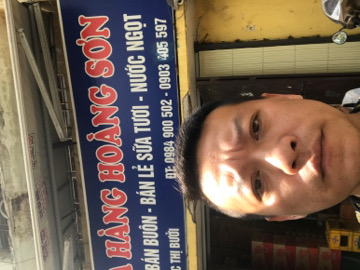 HÀNG HOÀNG SƠN
BÁN BUÔN - BÁN LẺ SỮA TƯƠI - NƯỚC NGỌT
ĐT: 0984 900 502 - 0903 405 597
THỊ BƯỞI